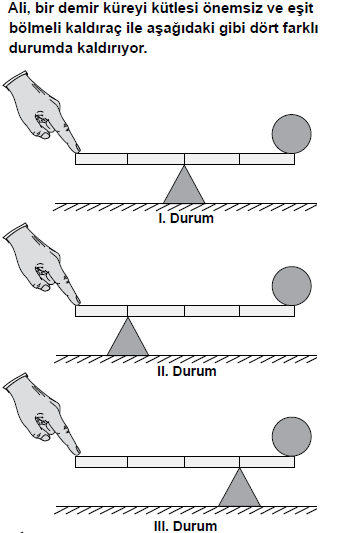 Ali, bir demir küreyi kütlesi önemsiz ve eşit
bölmeli kaldıraç ile aşağıdaki gibi dört farklı
durumda kaldırıyor.
I. Durum
II. Durum
III. Durum